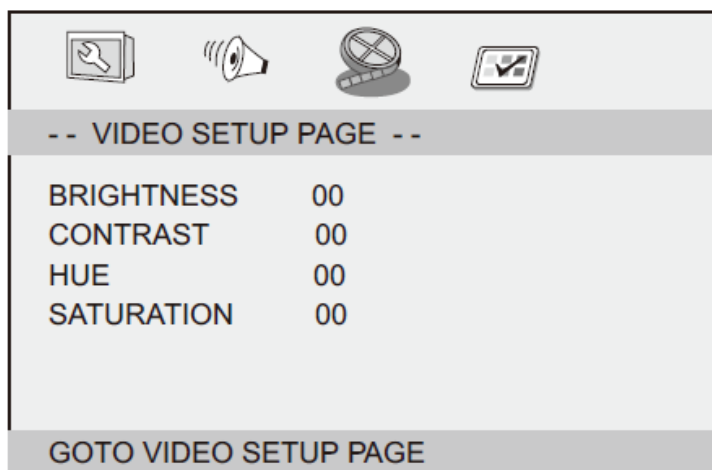 -- VIDEO SETUP PAGE --
BRIGHTNESS 00
CONTRAST 00
HUE 00
SATURATION 00
GOTO VIDEO SETUP PAGE